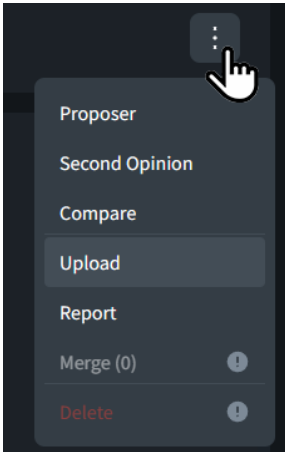 Proposer
Second Opinion
Compare
Upload
Report
Merge (0)
Delete